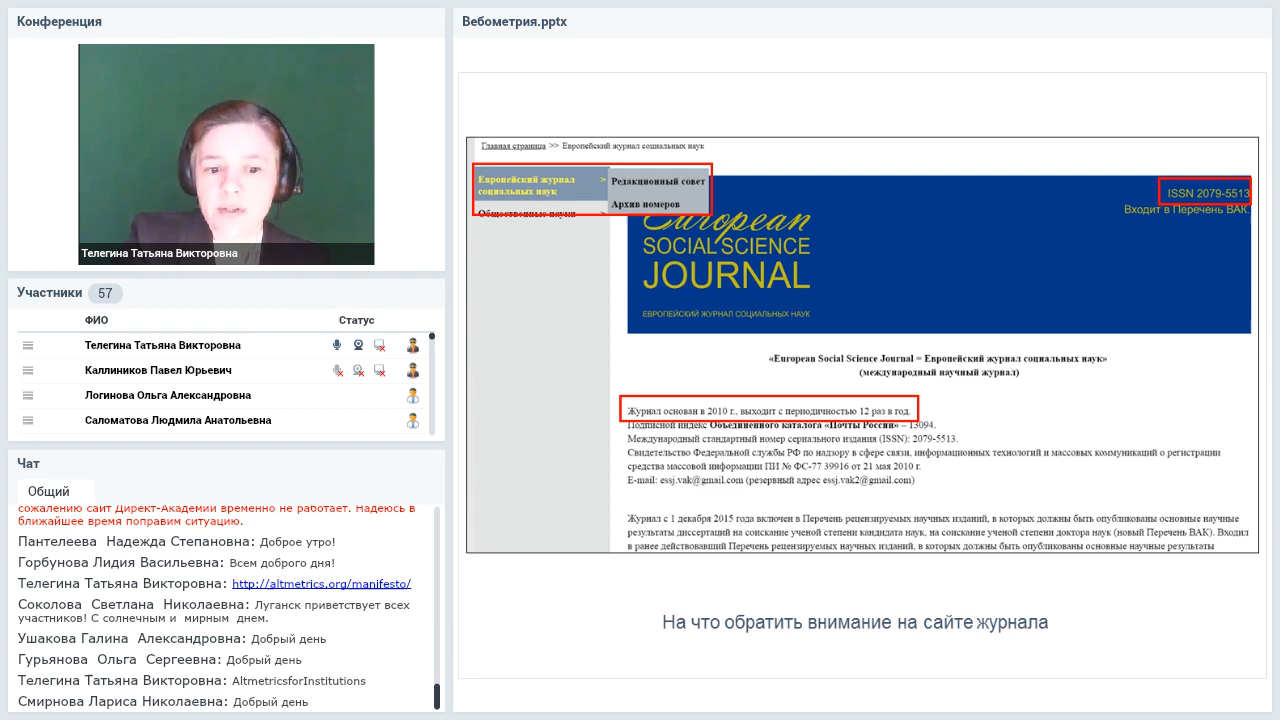 Конференция
Телегина Татьяна Викторовна
Участники 57
ФИО Статус
Телегина Татьяна Викторовна
Каллиников Павел Юрьевич
Логинова Ольга Александровна
Саломатова Людмила Анатольевна
Чат
Общий
сожалению сайт Директ-Академии временно не работает. Надеюсь в
ближайшее время поправим ситуацию.
Пантелеева Надежда Степановна: Доброе утро!
Горбунова Лидия Васильевна: Всем доброго дня!
Телегина Татьяна Викторовна: http://altmetrics.org/manifesto/
Соколова Светлана Николаевна: Луганск приветствует всех
участников! С солнечным и мирным днем.
Ушакова Галина Александровна: Добрый день
Гурьянова Ольга Сергеевна: Добрый день
Телегина Татьяна Викторовна: AltmetricsforInstitutions
Смирнова Лариса Николаевна: Добрый день
Вебометрия.pptx
Главная страница >> Европейский журнал социальных наук
Европейский журнал >
социальных наук
Общественные науки >
Редакционный совет
Архив номеров
ISSN 2079-5513
Входит в Перечень ВАК.
European
SOCIAL SCIENCE
JOURNAL
ЕВРОПЕЙСКИЙ ЖУРНАЛ СОЦИАЛЬНЫХ НАУК
«European Social Science Journal = Европейский журнал социальных наук»
(международный научный журнал)
Журнал основан в 2010 г., выходит с периодичностью 12 раз в год.
Подписной индекс Объединенного каталога «Почты России» – 13094.
Международный стандартный номер сериального издания (ISSN): 2079-5513.
Свидетельство Федеральной службы РФ по надзору в сфере связи, информационных технологий и массовых коммуникаций о регистрации
средства массовой информации ПИ № ФС-77 39916 от 21 мая 2010 г.
E-mail: essj.vak@gmail.com (резервный адрес essj.vak2@gmail.com)
Журнал с 1 декабря 2015 года включен в Перечень рецензируемых научных изданий, в которых должны быть опубликованы основные научные
результаты диссертаций на соискание ученой степени кандидата наук, на соискание ученой степени доктора наук (новый Перечень ВАК). Входил
в ранее действовавший Перечень рецензируемых научных изданий, в которых должны быть опубликованы основные научные результаты
На что обратить внимание на сайте журнала